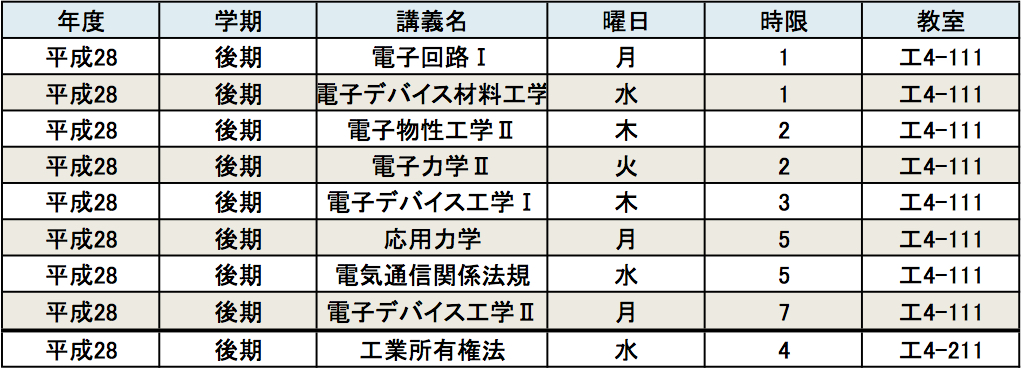 年度 学期 講義名 曜日 時限 教室
平成28 後期 電子回路Ⅰ 月 1 工4-111
平成28 後期 電子デバイス材料工学 水 1 工4-111
平成28 後期 電子物性工学Ⅱ 木 2 工4-111
平成28 後期 電子力学Ⅱ 火 2 工4-111
平成28 後期 電子デバイス工学Ⅰ 木 3 工4-111
平成28 後期 応用力学 月 5 工4-111
平成28 後期 電気通信関係法規 水 5 工4-111
平成28 後期 電子デバイス工学Ⅱ 月 7 工4-111
平成28 後期 工業所有権法 水 4 工4-211